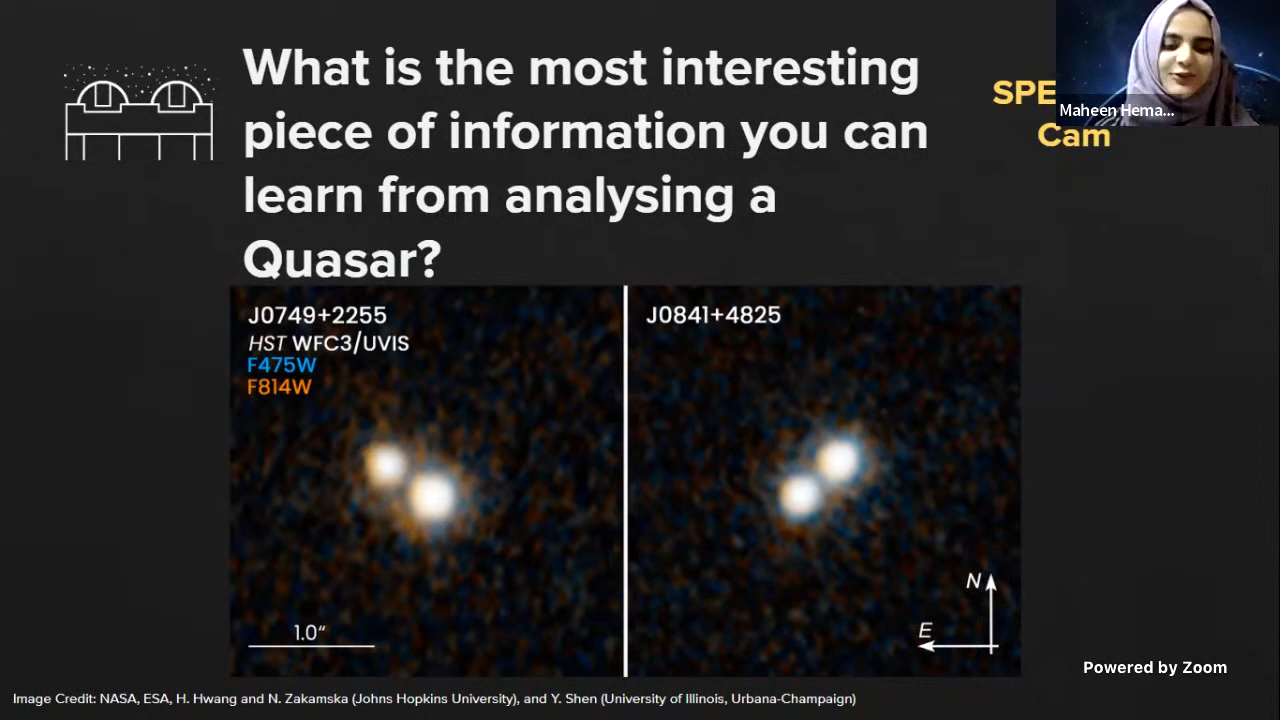 What is the most interesting
piece of information you can
learn from analysing a
Quasar?
SPE
Cam
Maheen Hema...
J0749+2255
HST WFC3/UVIS
F475W
F814W
1.0"
J0841+4825
N
E
Powered by Zoom
Image Credit: NASA, ESA, H. Hwang and N. Zakamska (Johns Hopkins University), and Y. Shen (University of Illinois, Urbana-Champaign)